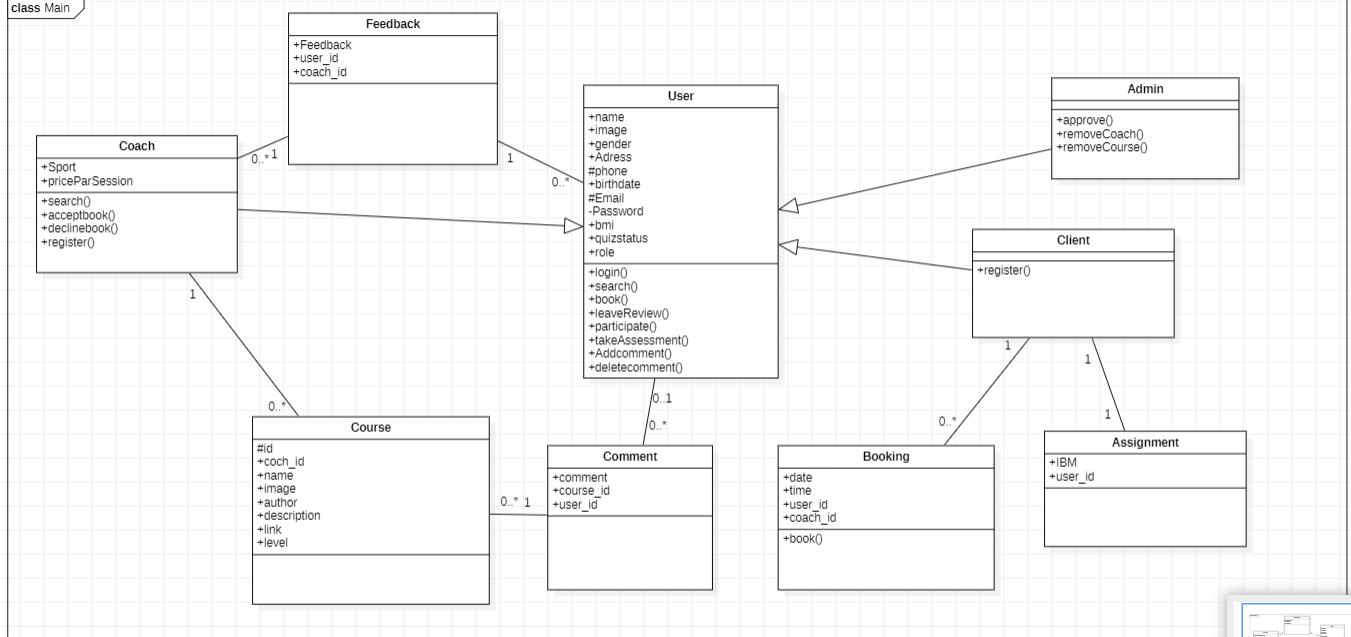 class Main
Feedback
+Feedback
+user_id
+coach_id
Coach
+Sport
+priceParSession
+search()
+acceptbook()
+declinebook()
+register()
0..*
1
1
0..*
User
+name
+image
+gender
+Adress
#phone
+birthdate
#Email
-Password
+bmi
+quizstatus
+role
+login()
+search()
+book()
+leaveReview()
+participate()
+takeAssessment()
+Addcomment()
+deletecomment()
Admin
+approve()
+removeCoach()
+removeCourse()
Client
+register()
1
0..*
0..1
0..*
1
0..*
1
1
Course
#id
+coch_id
+name
+image
+author
+description
+link
+level
0..*
1
Comment
+comment
+course_id
+user_id
Booking
+date
+time
+user_id
+coach_id
+book()
Assignment
+IBM
+user_id